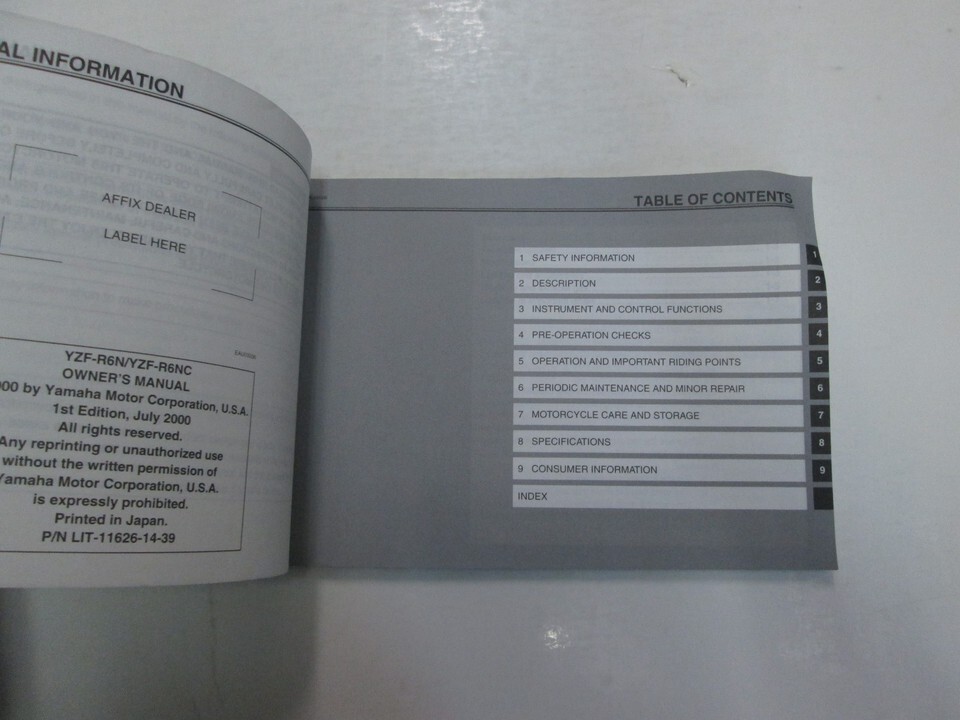 AL INFORMATION
AFFIX DEALER
LABEL HERE
YZF-R6N/YZF-R6NC
OWNER'S MANUAL
000 by Yamaha Motor Corporation, U.S.A.
1st Edition, July 2000
All rights reserved.
Any reprinting or unauthorized use
without the written permission of
Yamaha Motor Corporation, U.S.A.
is expressly prohibited.
Printed in Japan.
P/N LIT-11626-14-39
TABLE OF CONTENTS
1 SAFETY INFORMATION 1
2 DESCRIPTION 2
3 INSTRUMENT AND CONTROL FUNCTIONS 3
4 PRE-OPERATION CHECKS 4
5 OPERATION AND IMPORTANT RIDING POINTS 5
6 PERIODIC MAINTENANCE AND MINOR REPAIR 6
7 MOTORCYCLE CARE AND STORAGE 7
8 SPECIFICATIONS 8
9 CONSUMER INFORMATION 9
INDEX